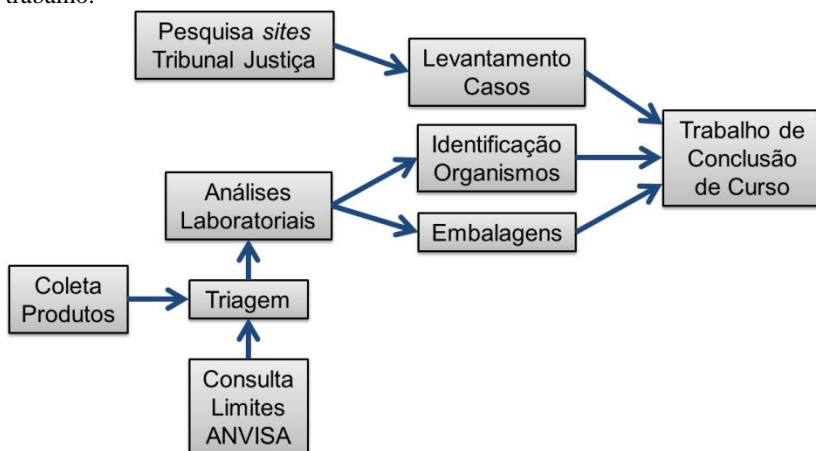 trabalho.
Pesquisa sites
Tribunal Justiça
Levantamento
Casos
Trabalho de
Conclusão
de Curso
Identificação
Organismos
Análises
Laboratoriais
Embalagens
Coleta
Produtos
Triagem
Consulta
Limites
ANVISA